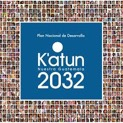 Plan Nacional de Desarrollo
K'atun
Nuestra Guatemala
2032